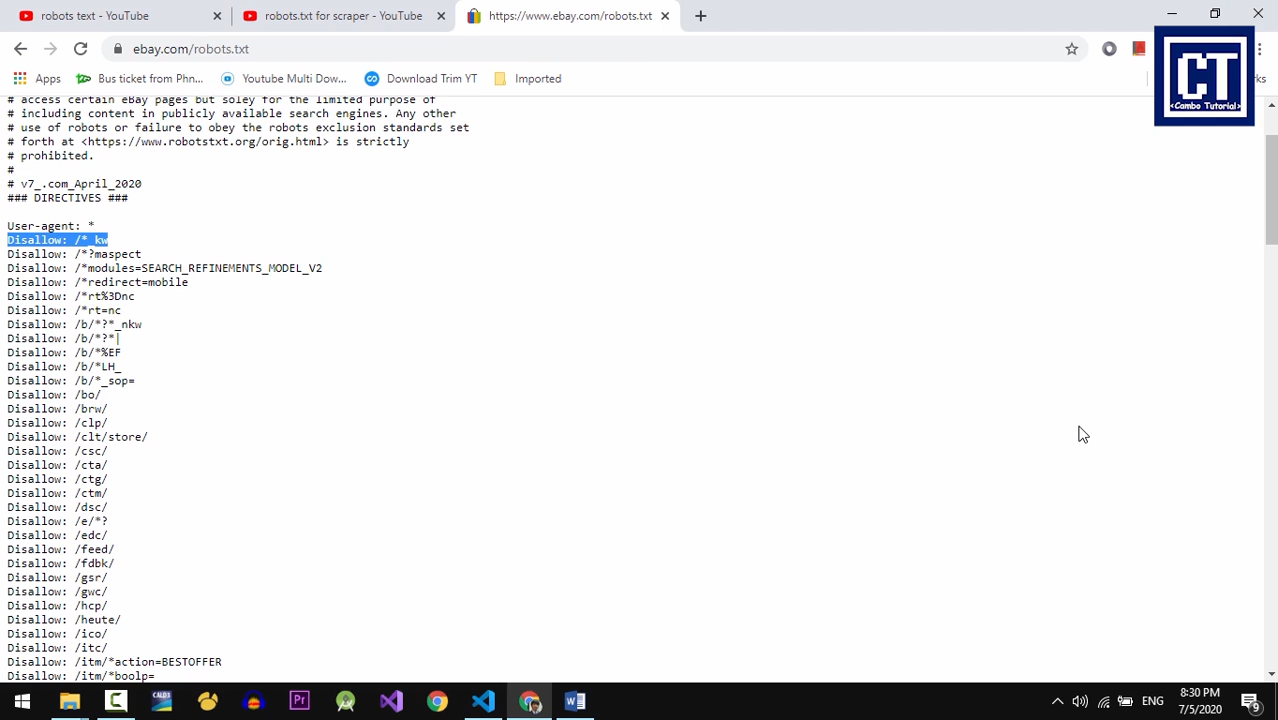 robots text - YouTube
robots.txt for scraper - YouTube
https://www.ebay.com/robots.txt
ebay.com/robots.txt
Apps
Bus ticket from Phn...
Youtube Multi Dow...
Download Trim YT
Imported
CT
<Cambo Tutorial>
# access certain eBay pages but soley for the limited purpose of
# including content in publicly available search engines. Any other
# use of robots or failure to obey the robots exclusion standards set
# forth at <https://www.robotstxt.org/orig.html> is strictly
# prohibited.
#
# v7_.com_April_2020
### DIRECTIVES ###
User-agent: *
Disallow: /*_kw
Disallow: /*?maspect
Disallow: /*modules=SEARCH_REFINEMENTS_MODEL_V2
Disallow: /*redirect=mobile
Disallow: /*rt%3Dnc
Disallow: /*rt=nc
Disallow: /b/*?*_nkw
Disallow: /b/*?*|
Disallow: /b/*%EF
Disallow: /b/*LH_
Disallow: /b/*_sop=
Disallow: /bo/
Disallow: /brw/
Disallow: /clp/
Disallow: /clt/store/
Disallow: /csc/
Disallow: /cta/
Disallow: /ctg/
Disallow: /ctm/
Disallow: /dsc/
Disallow: /e/*?
Disallow: /edc/
Disallow: /feed/
Disallow: /fdbk/
Disallow: /gsr/
Disallow: /gwc/
Disallow: /hcp/
Disallow: /heute/
Disallow: /ico/
Disallow: /itc/
Disallow: /itm/*action=BESTOFFER
Disallow: /itm/*boolp=
ENG
8:30 PM
7/5/2020
9